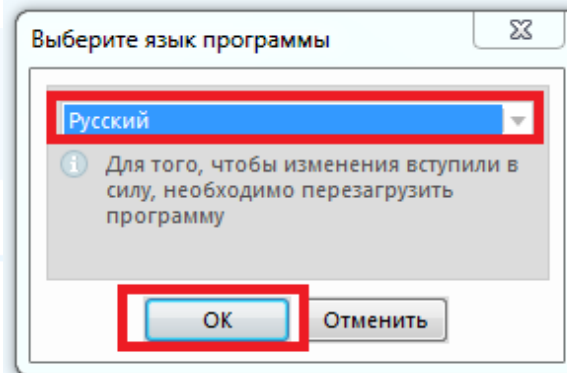 Выберите язык программы
Русский
Для того, чтобы изменения вступили в
силу, необходимо перезагрузить
программу
OK
Отменить